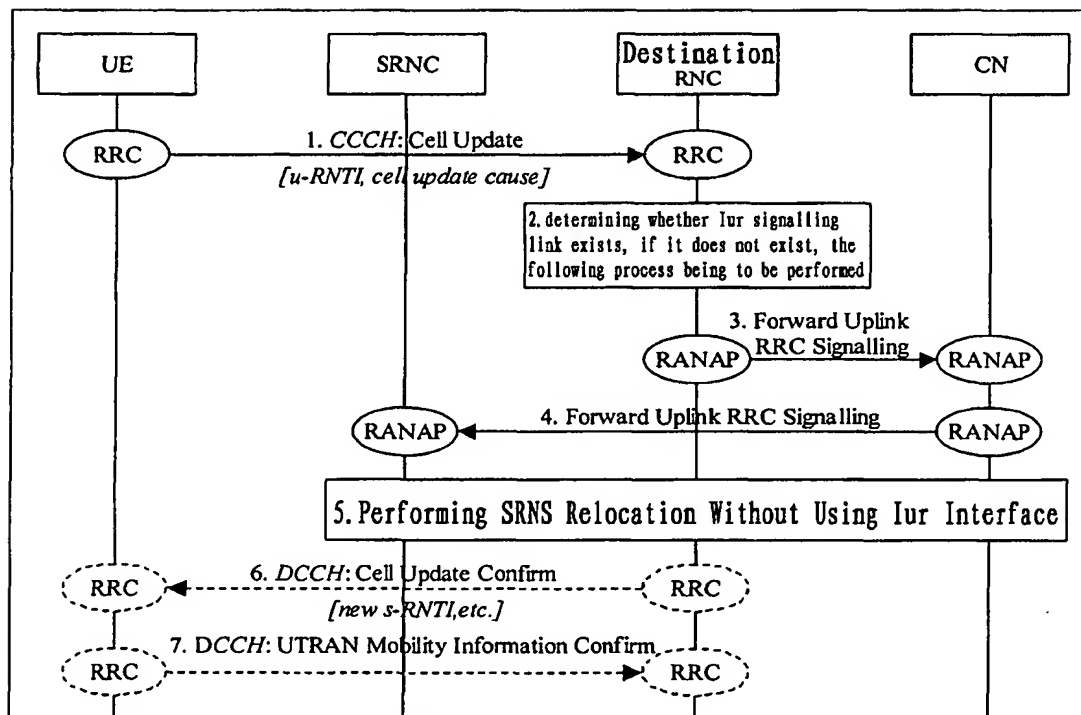 UE
SRNC
Destination
RNC
CN
1. CCCH: Cell Update
RRC
RRC
[u-RNTI, cell update cause]
2. determining whether Iur signalling
link exists, if it does not exist, the
following process being to be performed
3. Forward Uplink
RRC Signalling
RANAP
RANAP
4. Forward Uplink RRC Signalling
RANAP
RANAP
5. Performing SRNS Relocation Without Using Iur Interface
6. DCCH: Cell Update Confirm
RRC
RRC
[new s-RNTI,etc.]
7. DCCH: UTRAN Mobility Information Confirm
RRC
RRC